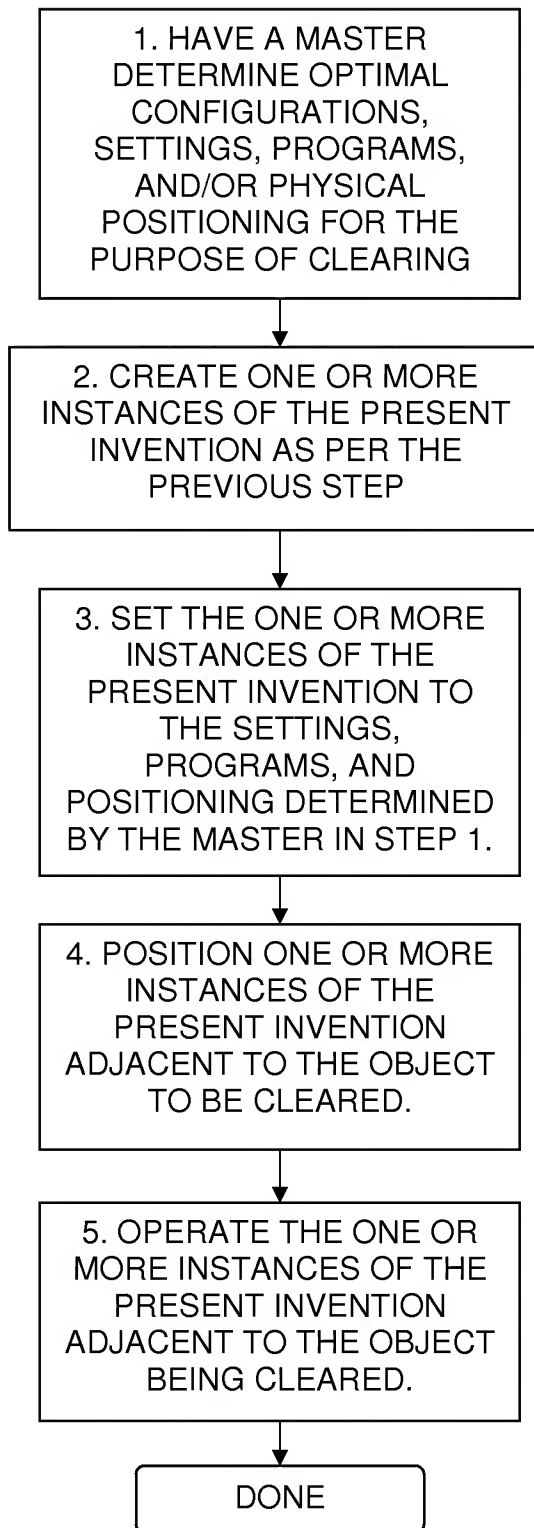 1. HAVE A MASTER
DETERMINE OPTIMAL
CONFIGURATIONS,
SETTINGS, PROGRAMS,
AND/OR PHYSICAL
POSITIONING FOR THE
PURPOSE OF CLEARING
2. CREATE ONE OR MORE
INSTANCES OF THE PRESENT
INVENTION AS PER THE
PREVIOUS STEP
3. SET THE ONE OR MORE
INSTANCES OF THE
PRESENT INVENTION TO
THE SETTINGS,
PROGRAMS, AND
POSITIONING DETERMINED
BY THE MASTER IN STEP 1.
4. POSITION ONE OR MORE
INSTANCES OF THE
PRESENT INVENTION
ADJACENT TO THE OBJECT
TO BE CLEARED.
5. OPERATE THE ONE OR
MORE INSTANCES OF THE
PRESENT INVENTION
ADJACENT TO THE OBJECT
BEING CLEARED.
DONE